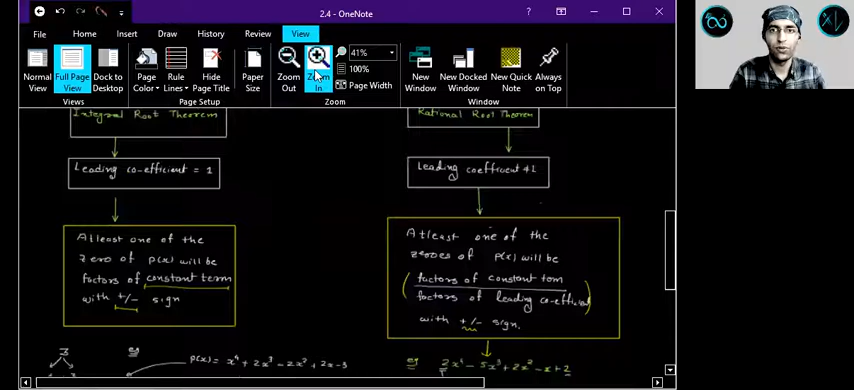 2.4 - OneNote
File Home Insert Draw History Review View
41%
100%
Page Width
Normal View
Full Page View
Dock to Desktop
Page Color
Rule Lines
Hide Page Title
Paper Size
Zoom Out
Zoom In
New Window
New Docked Window
New Quick Note
Always on Top
Views Page Setup Zoom Window
Integral Root Theorem
Leading co-efficient = 1
Atleast one of the
zero of p(x) will be
factors of constant term
with +/- sign
Rational Root Theorem
Leading coefficient ≠ 1
Atleast one of the
zeroes of p(x) will be
(factors of constant term
factors of leading co-efficient)
with +/- sign.
3
eg p(x) = x⁴ + 2x³ - 2x² + 2x - 3
eg 2x⁴ - 5x³ + 2x² - x + 2